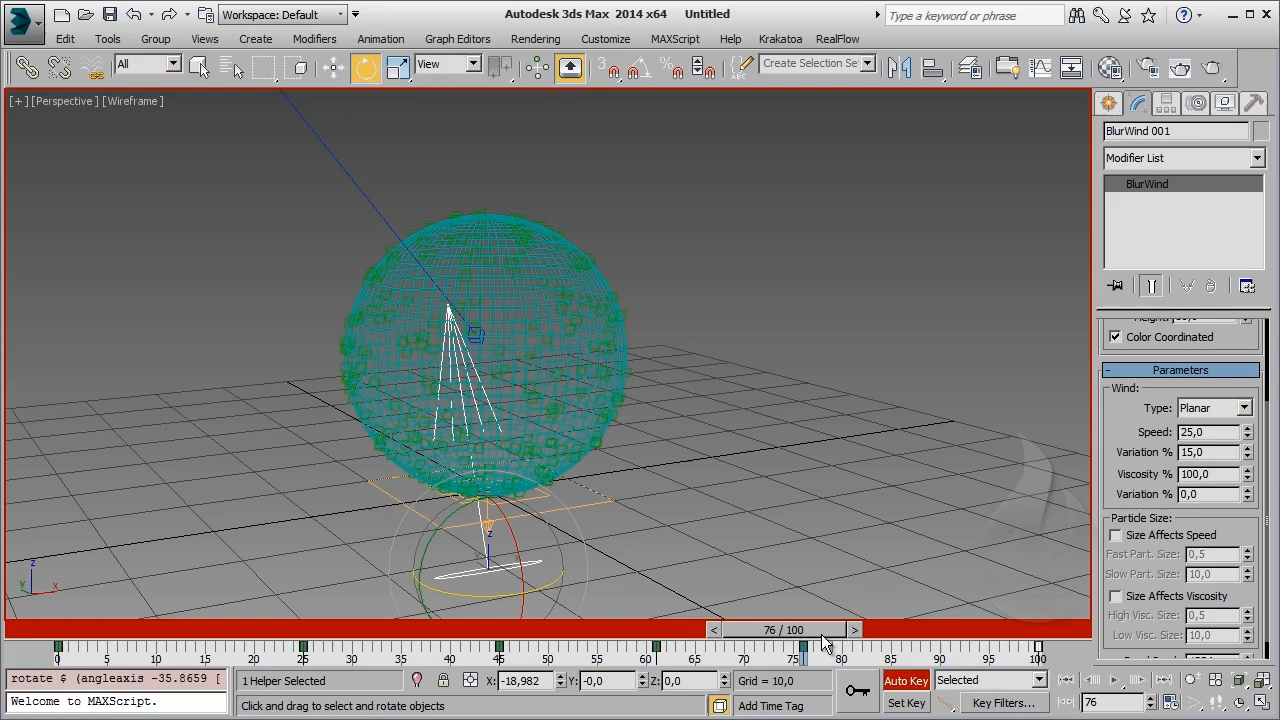 Workspace: Default
Autodesk 3ds Max 2014 x64 Untitled
Type a keyword or phrase
Edit Tools Group Views Create Modifiers Animation Graph Editors Rendering Customize MAXScript Help Krakatoa RealFlow
All
View
3
Create Selection Se
[+][Perspective][Wireframe]
BlurWind 001
Modifier List
BlurWind
Color Coordinated
- Parameters
Wind:
Type: Planar
Speed: 25,0
Variation % 15,0
Viscosity % 100,0
Variation % 0,0
Particle Size:
Size Affects Speed
Fast Part. Size: 0,5
Slow Part. Size: 10,0
Size Affects Viscosity
High Visc. Size: 0,5
Low Visc. Size: 10,0
z
z
y x
< 76 / 100 >
0 5 10 15 20 25 30 35 40 45 50 55 60 65 70 75 80 85 90 95 100
rotate $ (angleaxis -35.8659 [
1 Helper Selected
X: -18,982 Y: -0,0 Z: 0,0
Grid = 10,0
Auto Key
Selected
Welcome to MAXScript.
Click and drag to select and rotate objects
Add Time Tag
Set Key
Key Filters...
76